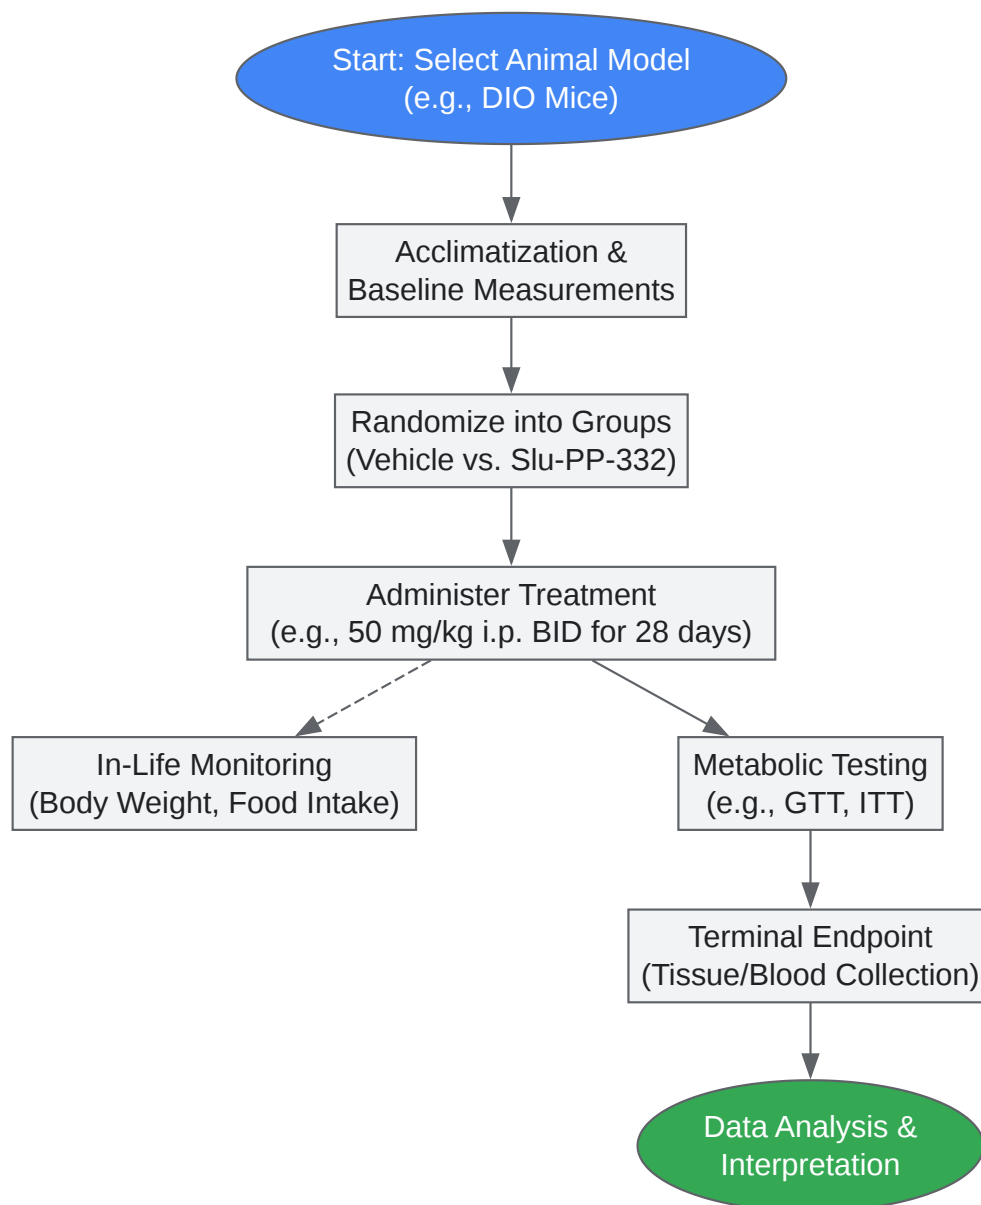 Start: Select Animal Model
(e.g., DIO Mice)
Acclimatization &
Baseline Measurements
Randomize into Groups
(Vehicle vs. Slu-PP-332)
Administer Treatment
(e.g., 50 mg/kg i.p. BID for 28 days)
In-Life Monitoring
(Body Weight, Food Intake)
Metabolic Testing
(e.g., GTT, ITT)
Terminal Endpoint
(Tissue/Blood Collection)
Data Analysis &
Interpretation